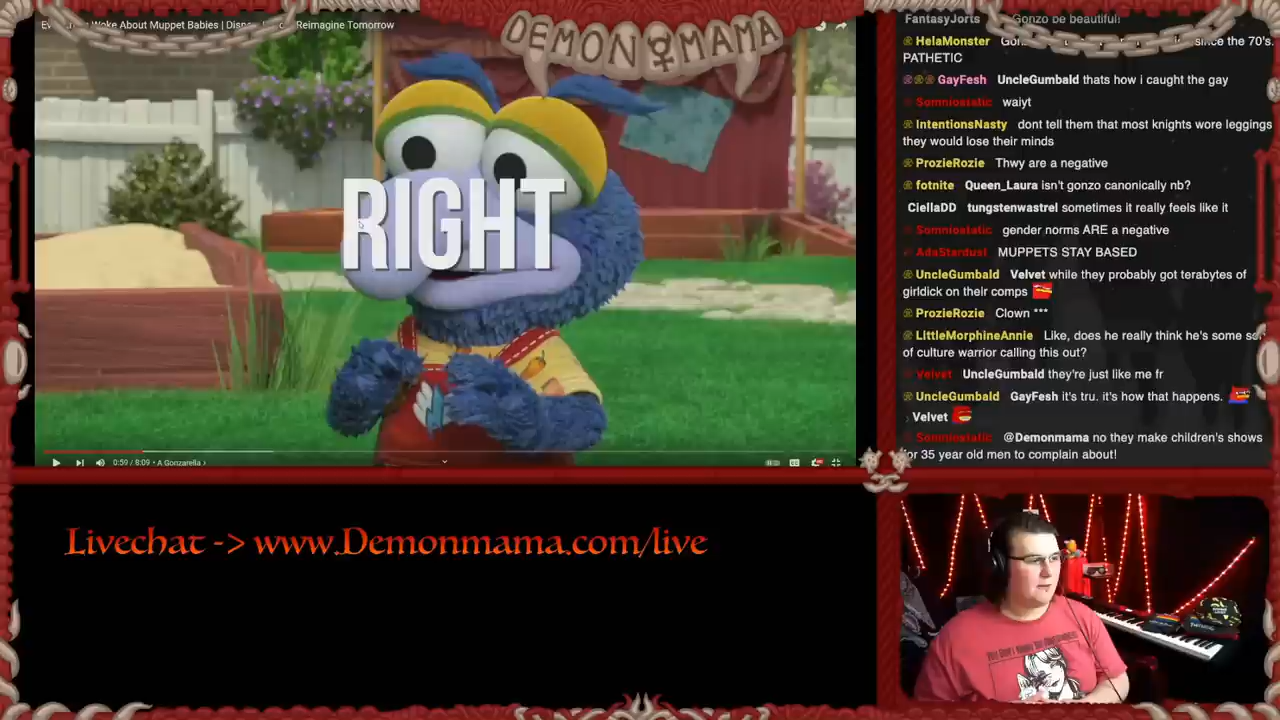 Woke About Muppet Babies | Reimagine Tomorrow
DEMON MAMA
RIGHT
0:59 / 8:09 • A Gonzarella ›
Livechat -> www.Demonmama.com/live
FantasyJorts Gonzo be beautiful!
HelaMonster since the 70's.
PATHETIC
GayFesh UncleGumbald thats how i caught the gay
Somniostatic waiyt
IntentionsNasty dont tell them that most knights wore leggings
they would lose their minds
ProzieRozie Thwy are a negative
fotnite Queen_Laura isn't gonzo canonically nb?
CiellaDD tungstenwastrel sometimes it really feels like it
Somniostatic gender norms ARE a negative
AdaStardust MUPPETS STAY BASED
UncleGumbald Velvet while they probably got terabytes of
girldick on their comps
ProzieRozie Clown ***
LittleMorphineAnnie Like, does he really think he's some
of culture warrior calling this out?
Velvet UncleGumbald they're just like me fr
UncleGumbald GayFesh it's tru. it's how that happens.
Velvet
Somniostatic @Demonmama no they make children's shows
for 35 year old men to complain about!